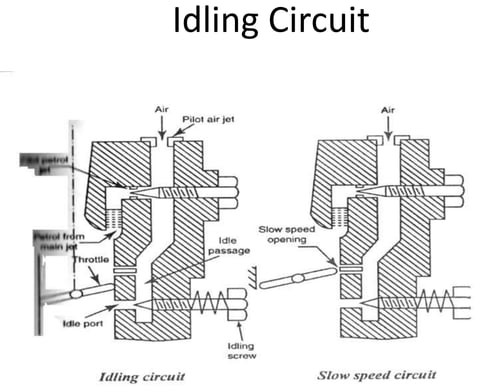 Idling Circuit
Air
Pilot air jet
petrol
jet
Petrol from
main jet
Throttle
Idle port
Idle
passage
Idling
screw
Idling circuit
Air
Slow speed
opening
Slow speed circuit